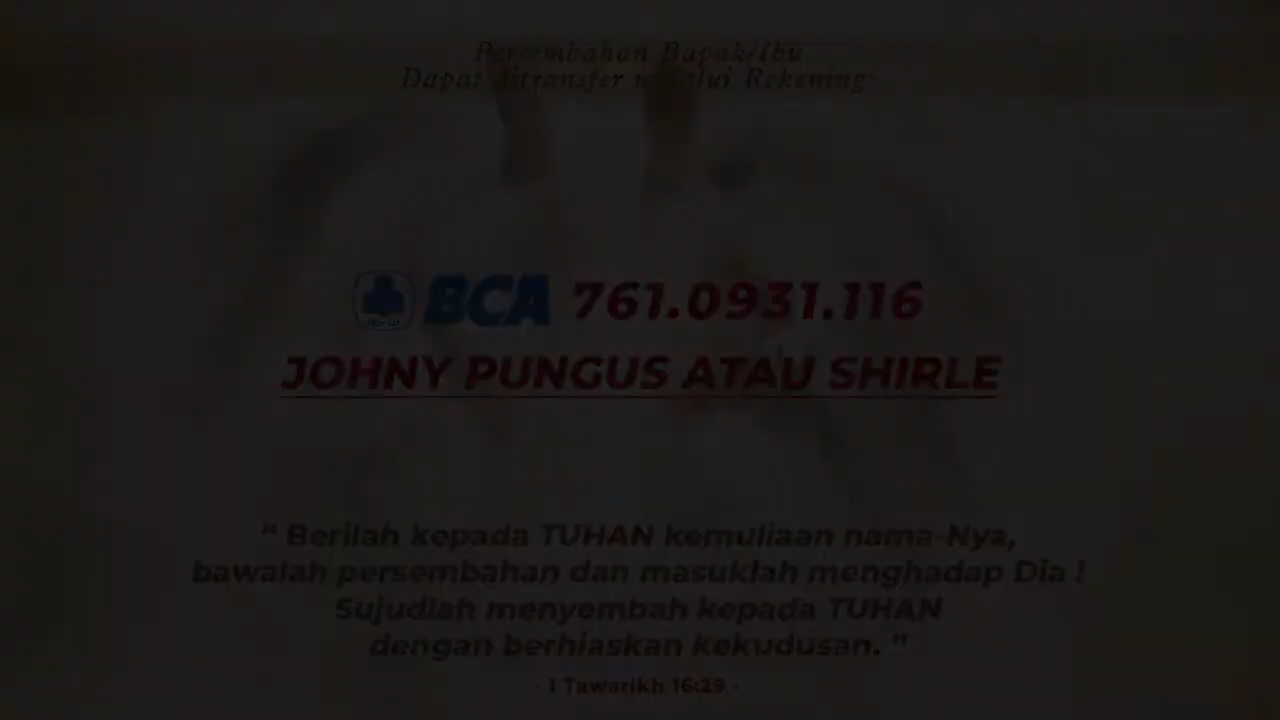 Persembahan Bapak/Ibu
Dapat ditransfer melalui Rekening:
BCA 761.0931.116
JOHNY PUNGUS ATAU SHIRLE
“ Berilah kepada TUHAN kemuliaan nama-Nya,
bawalah persembahan dan masuklah menghadap Dia !
Sujudlah menyembah kepada TUHAN
dengan berhiaskan kekudusan. ”
- 1 Tawarikh 16:29 -